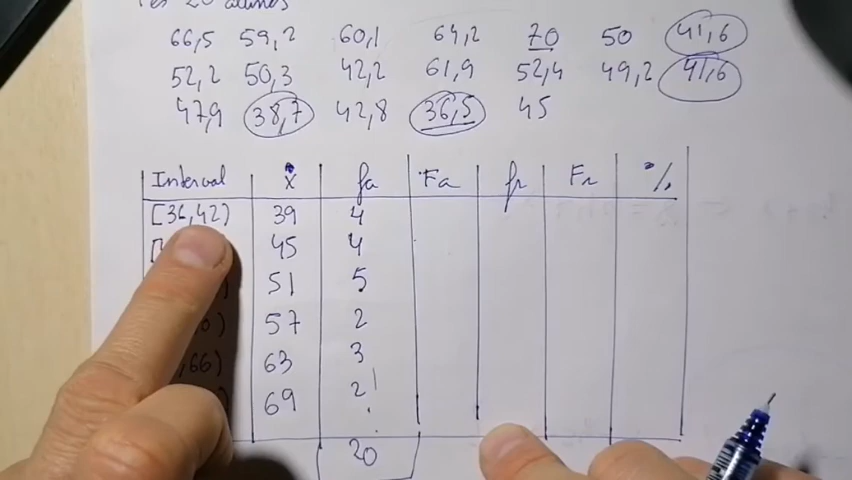 20 alumnes
66,5 59,2 60,1 64,2 70 50 41,6
52,2 50,3 42,2 61,9 52,4 49,2 41,6
47,9 38,7 42,8 36,5 45
Interval x fa Fa fr Fr %
[36,42) 39 4
[ 45 4
51 5
) 57 2
,66) 63 3
69 2
20